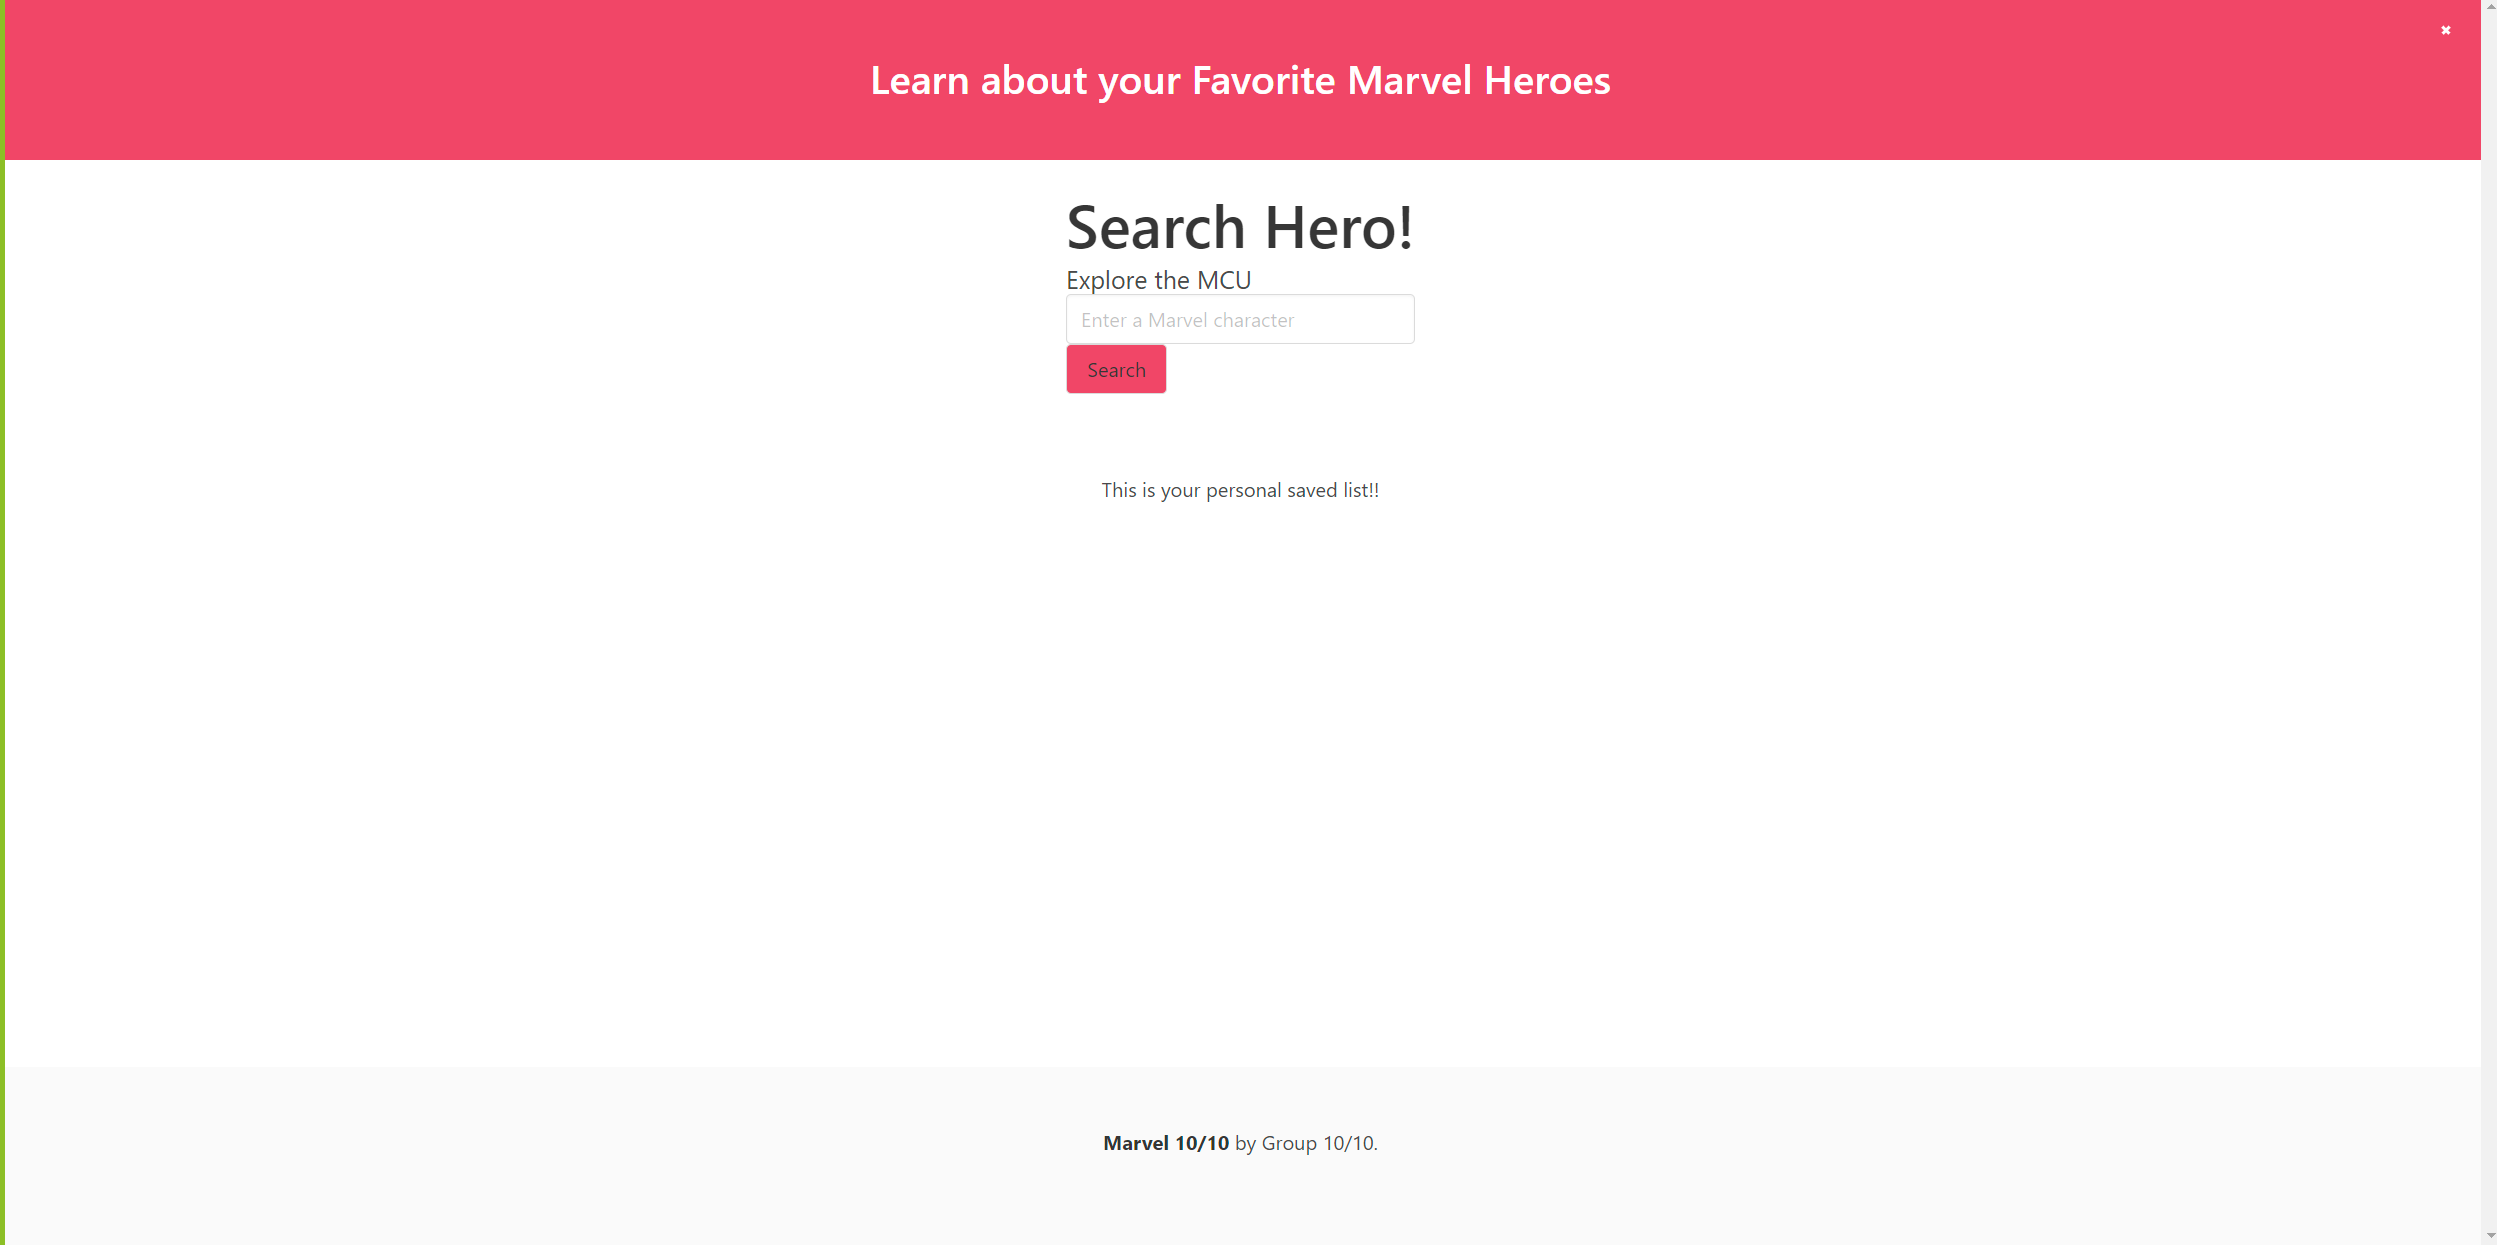 Learn about your Favorite Marvel Heroes
Search Hero!
Explore the MCU
Enter a Marvel character
Search
This is your personal saved list!!
Marvel 10/10 by Group 10/10.